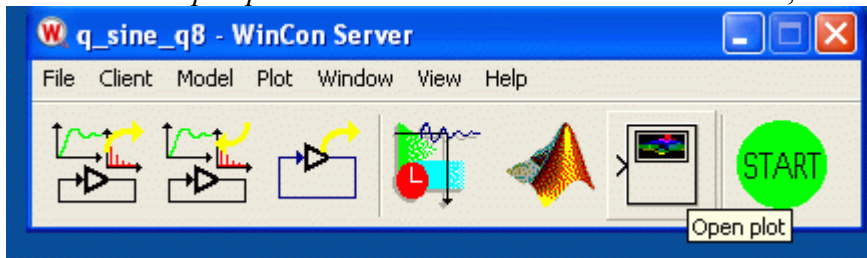 q_sine_q8 - WinCon Server
File Client Model Plot Window View Help
START
Open plot